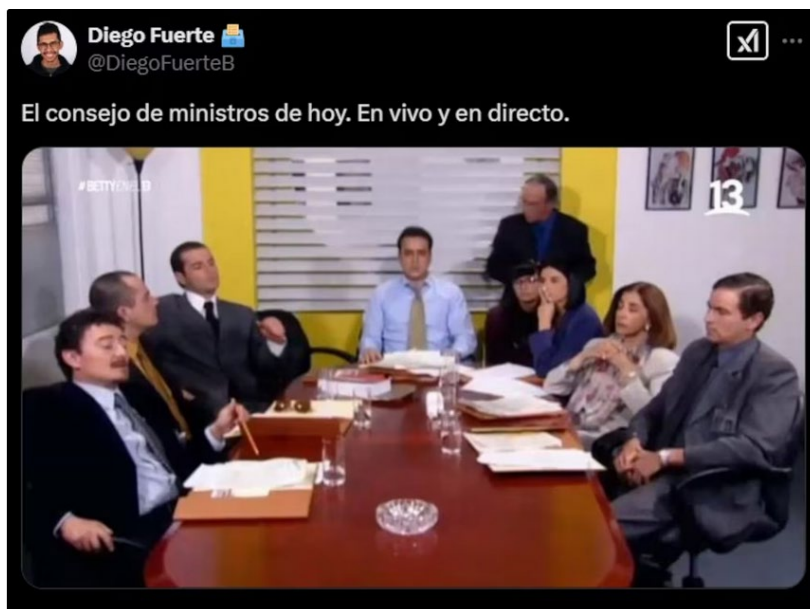 Diego Fuerte
@DiegoFuerteB
El consejo de ministros de hoy. En vivo y en directo.
#BETTYENEL13
13